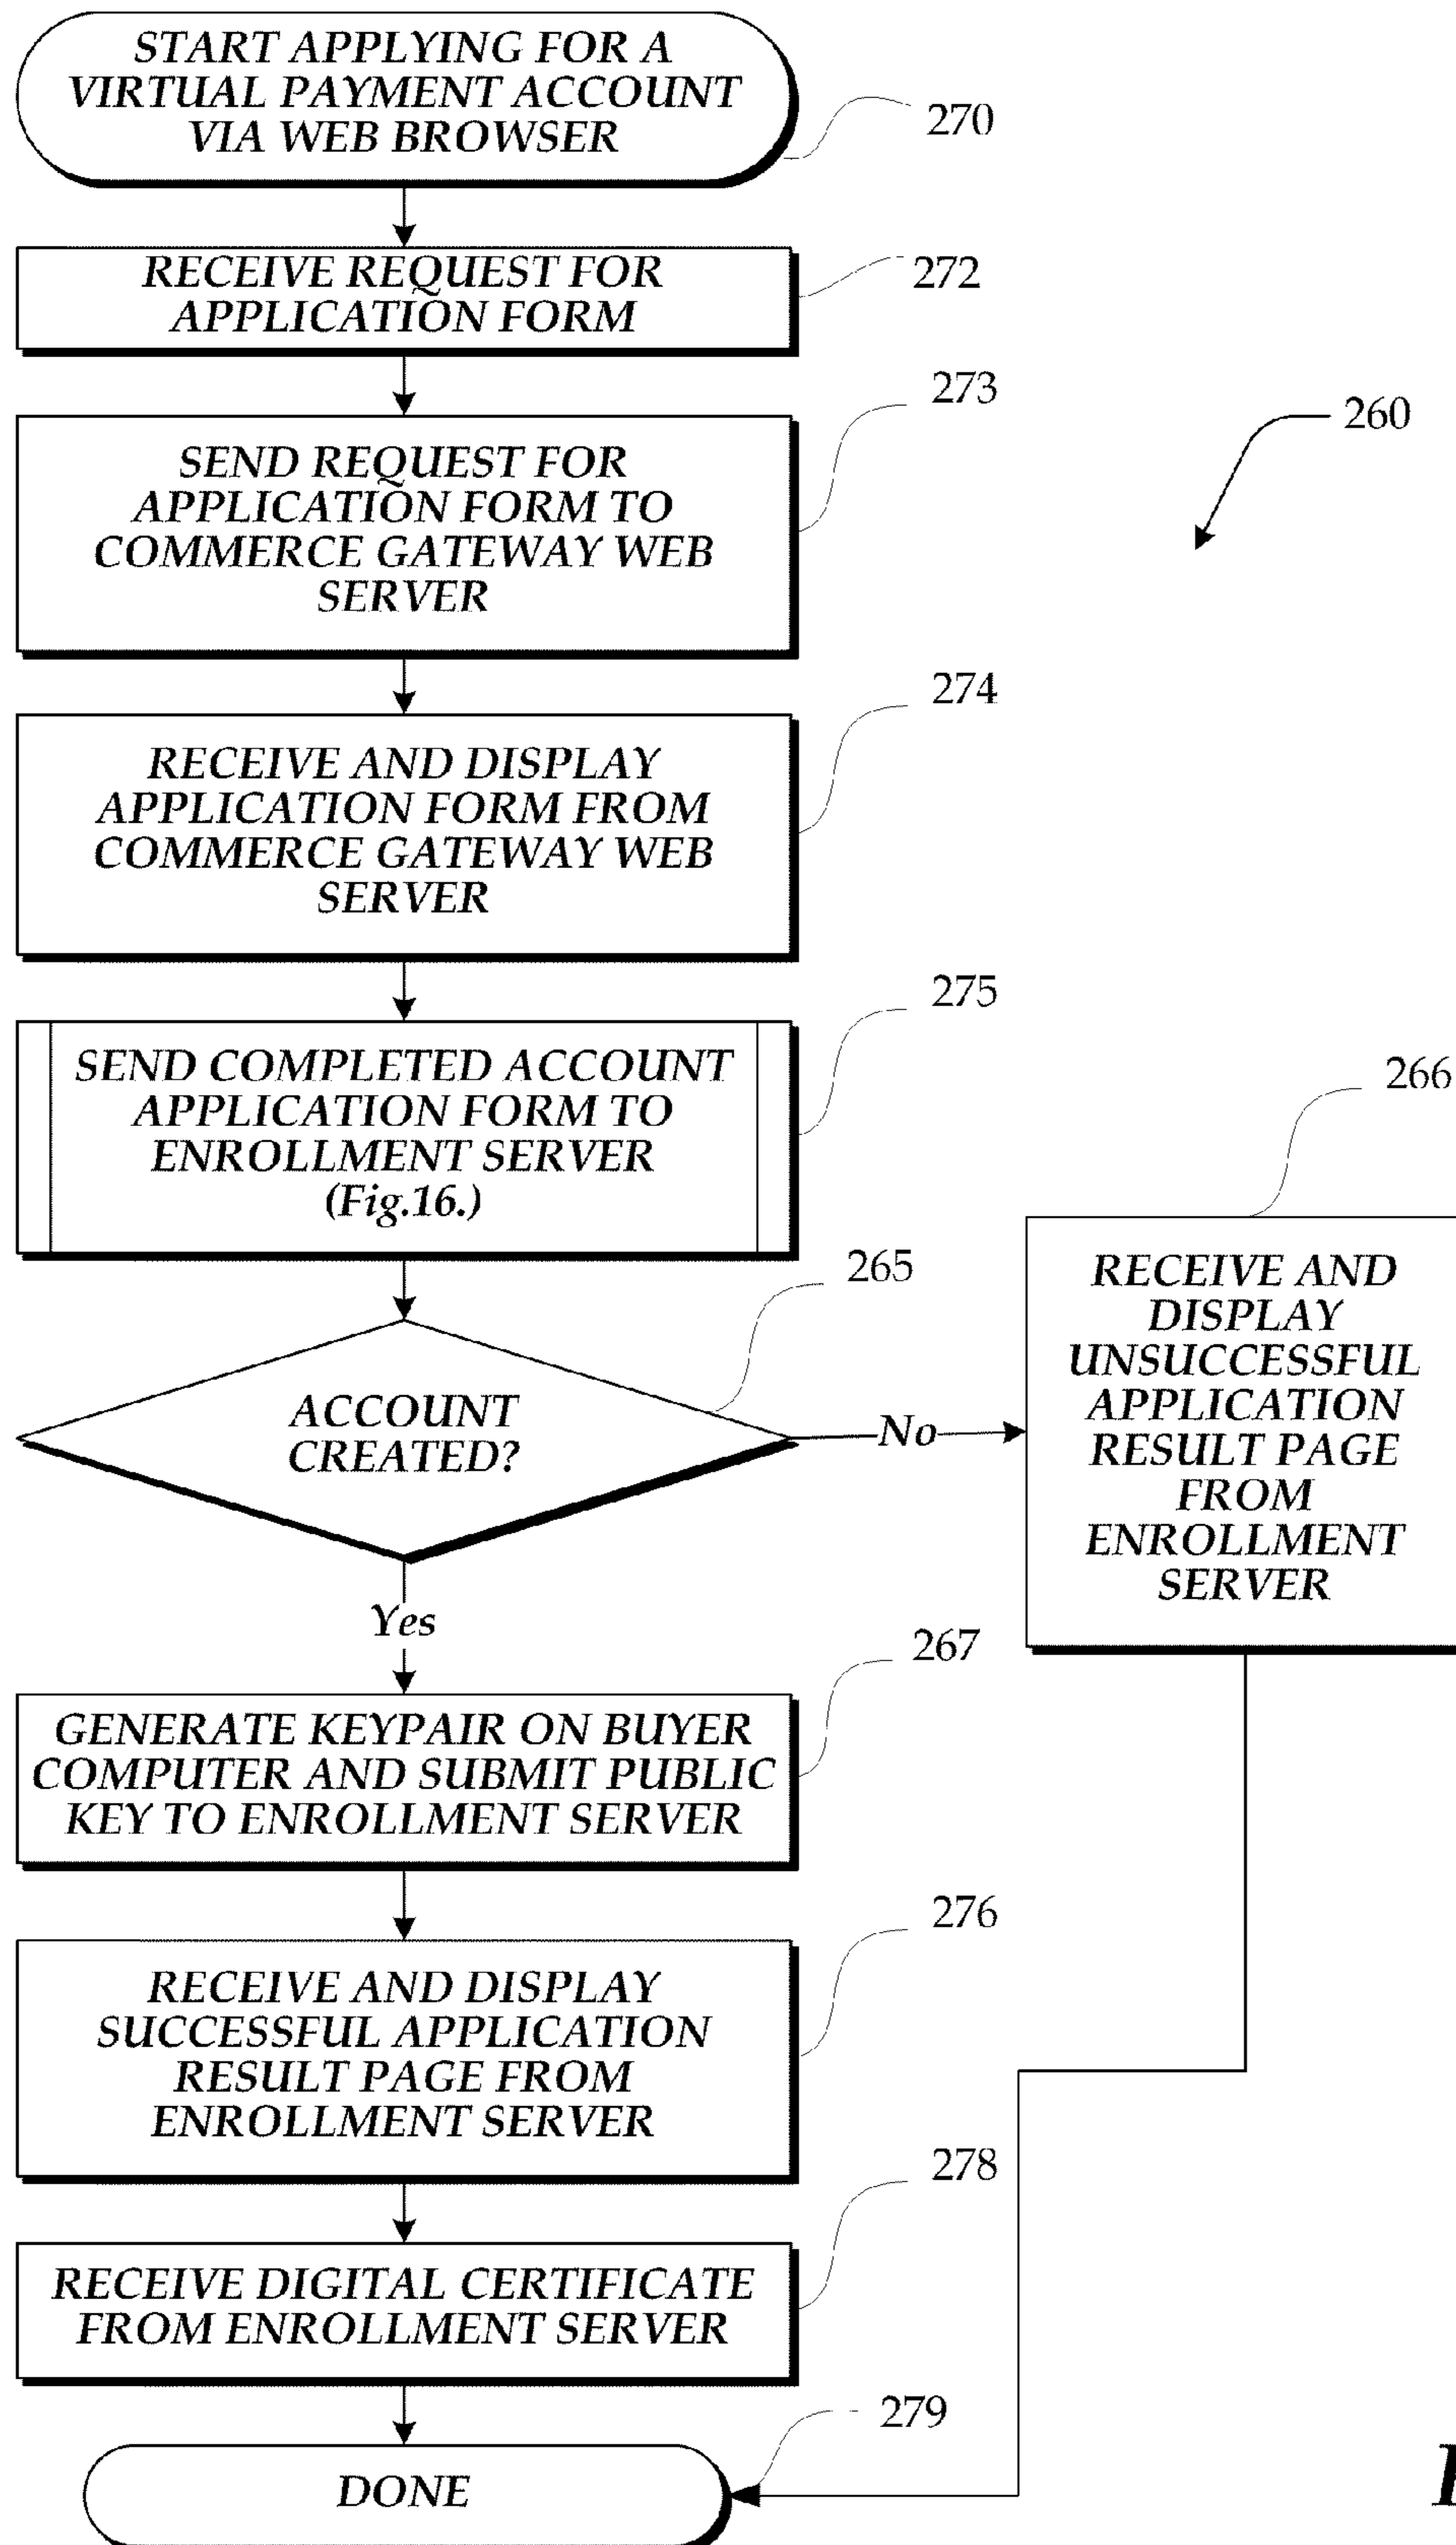 START APPLYING FOR A
VIRTUAL PAYMENT ACCOUNT
VIA WEB BROWSER
270
RECEIVE REQUEST FOR
APPLICATION FORM
272
SEND REQUEST FOR
APPLICATION FORM TO
COMMERCE GATEWAY WEB
SERVER
273
260
RECEIVE AND DISPLAY
APPLICATION FORM FROM
COMMERCE GATEWAY WEB
SERVER
274
SEND COMPLETED ACCOUNT
APPLICATION FORM TO
ENROLLMENT SERVER
(Fig.16.)
275
ACCOUNT
CREATED?
265
No
RECEIVE AND
DISPLAY
UNSUCCESSFUL
APPLICATION
RESULT PAGE
FROM
ENROLLMENT
SERVER
266
Yes
GENERATE KEYPAIR ON BUYER
COMPUTER AND SUBMIT PUBLIC
KEY TO ENROLLMENT SERVER
267
RECEIVE AND DISPLAY
SUCCESSFUL APPLICATION
RESULT PAGE FROM
ENROLLMENT SERVER
276
RECEIVE DIGITAL CERTIFICATE
FROM ENROLLMENT SERVER
278
DONE
279